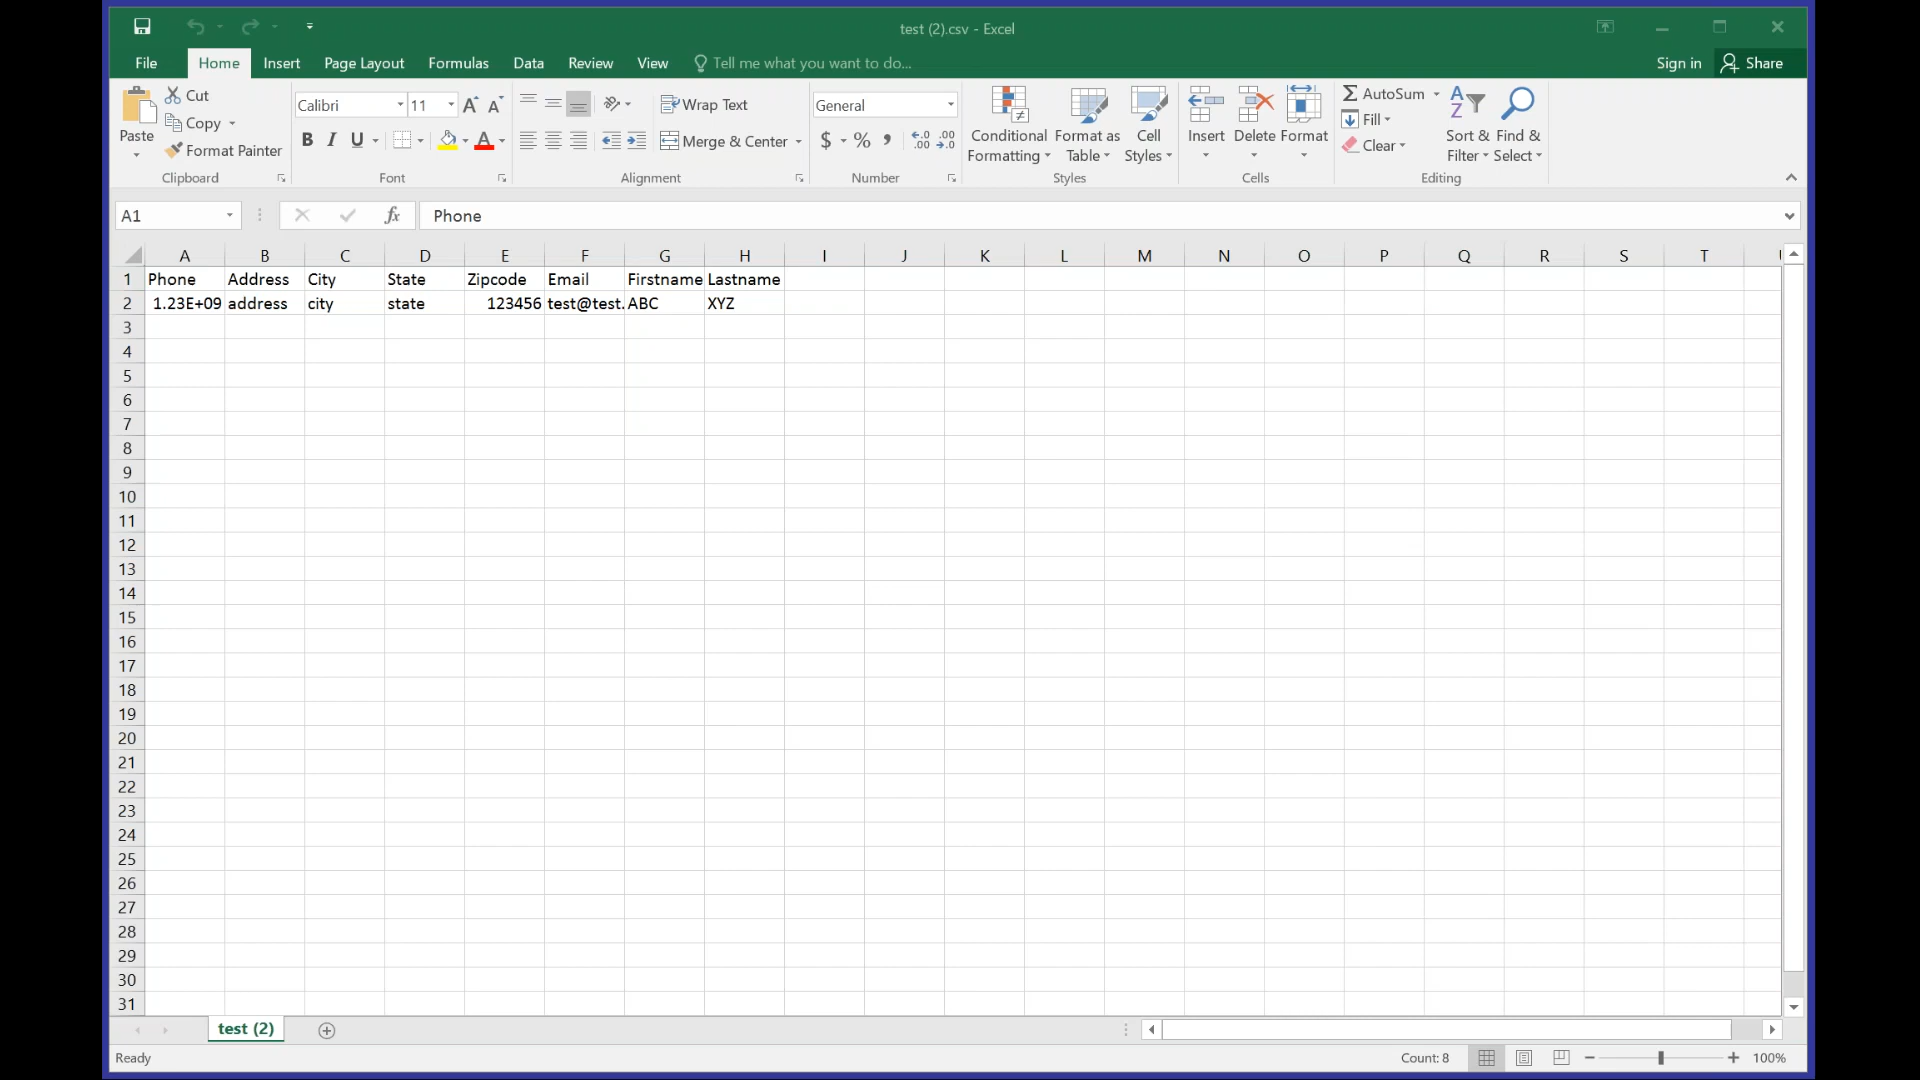 test (2).csv - Excel
File Home Insert Page Layout Formulas Data Review View Tell me what you want to do... Sign in Share
Paste Cut Copy Format Painter
Clipboard
Calibri 11 A A
B I U A
Font
Wrap Text
Merge & Center
Alignment
General
$ % , .0 .00 .00 .0
Number
Conditional Formatting
Format as Table
Cell Styles
Styles
Insert Delete Format
Cells
AutoSum
Fill
Clear
Sort & Filter
Find & Select
Editing
A1 fx Phone
A B C D E F G H I J K L M N O P Q R S T
1 Phone Address City State Zipcode Email Firstname Lastname
2 1.23E+09 address city state 123456 test@test. ABC XYZ
3
4
5
6
7
8
9
10
11
12
13
14
15
16
17
18
19
20
21
22
23
24
25
26
27
28
29
30
31
test (2)
Ready Count: 8 100%